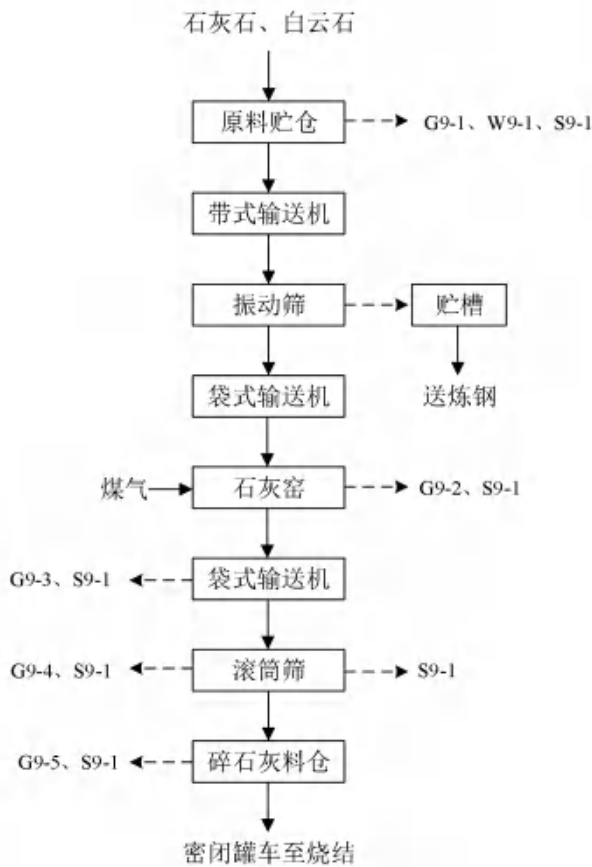 石灰石、白云石
原料贮仓
G9-1、W9-1、S9-1
带式输送机
振动筛
贮槽
袋式输送机
送炼钢
煤气
石灰窑
G9-2、S9-1
G9-3、S9-1
袋式输送机
G9-4、S9-1
滚筒筛
S9-1
G9-5、S9-1
碎石灰料仓
密闭罐车至烧结